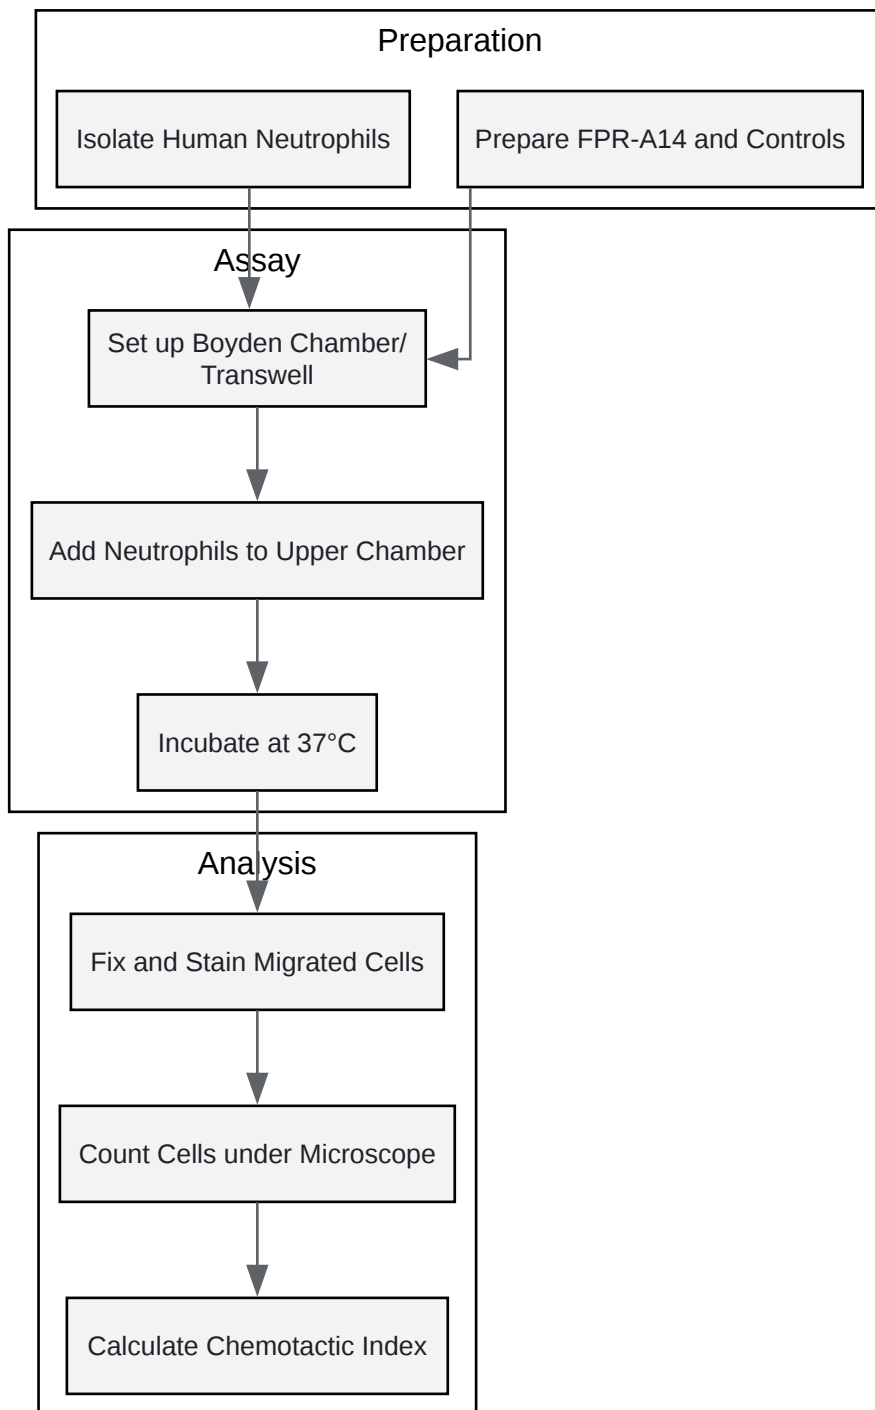 Preparation
Isolate Human Neutrophils
Prepare FPR-A14 and Controls
Assay
Set up Boyden Chamber/
Transwell
Add Neutrophils to Upper Chamber
Incubate at 37°C
Analysis
Fix and Stain Migrated Cells
Count Cells under Microscope
Calculate Chemotactic Index